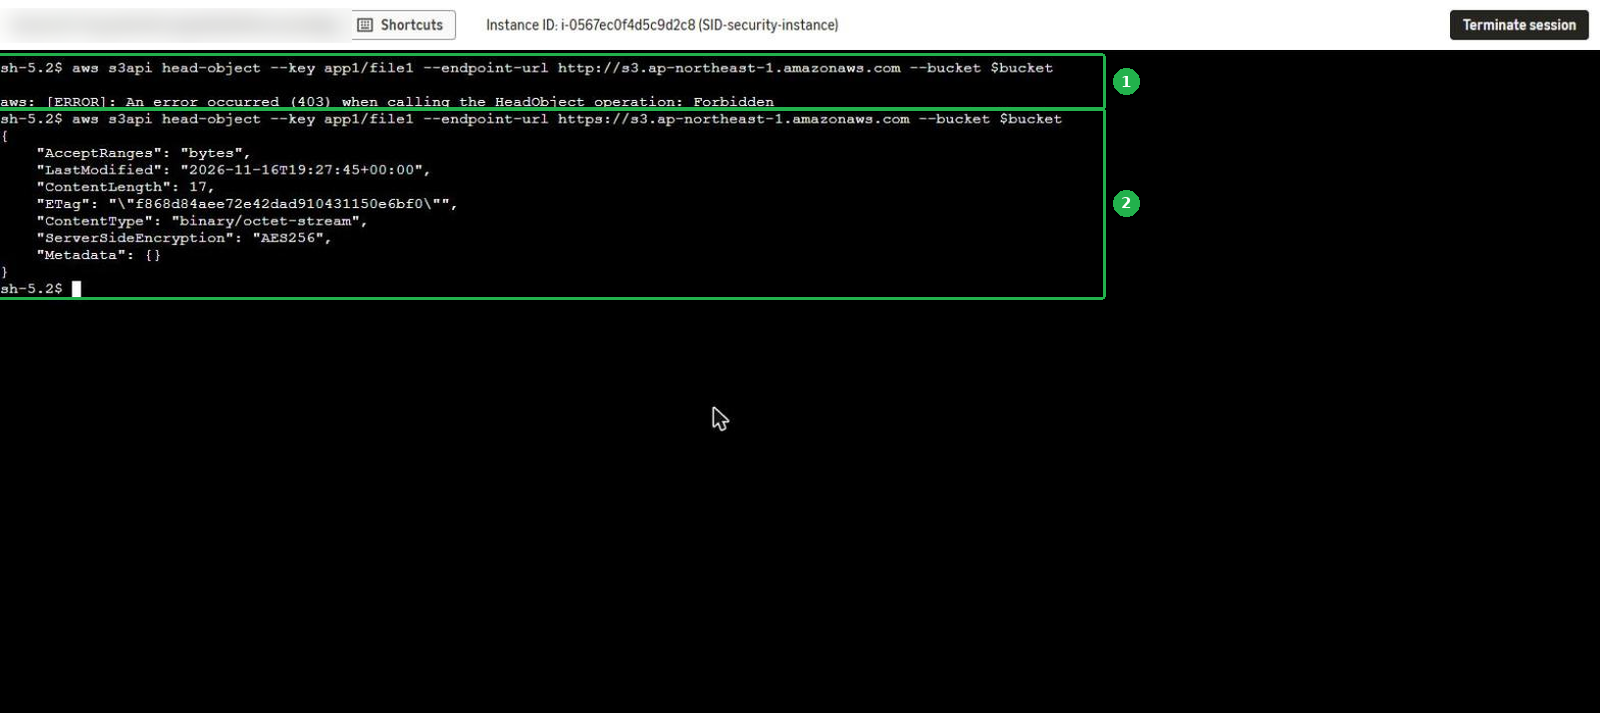 Shortcuts
Instance ID: i-0567ec0f4d5c9d2c8 (SID-security-instance)
Terminate session
sh-5.2$ aws s3api head-object --key app1/file1 --endpoint-url http://s3.ap-northeast-1.amazonaws.com --bucket $bucket
aws: [ERROR]: An error occurred (403) when calling the HeadObject operation: Forbidden
1
sh-5.2$ aws s3api head-object --key app1/file1 --endpoint-url https://s3.ap-northeast-1.amazonaws.com --bucket $bucket
{
    "AcceptRanges": "bytes",
    "LastModified": "2026-11-16T19:27:45+00:00",
    "ContentLength": 17,
    "ETag": "\"f868d84aee72e42dad910431150e6bf0\"",
    "ContentType": "binary/octet-stream",
    "ServerSideEncryption": "AES256",
    "Metadata": {}
}
sh-5.2$
2